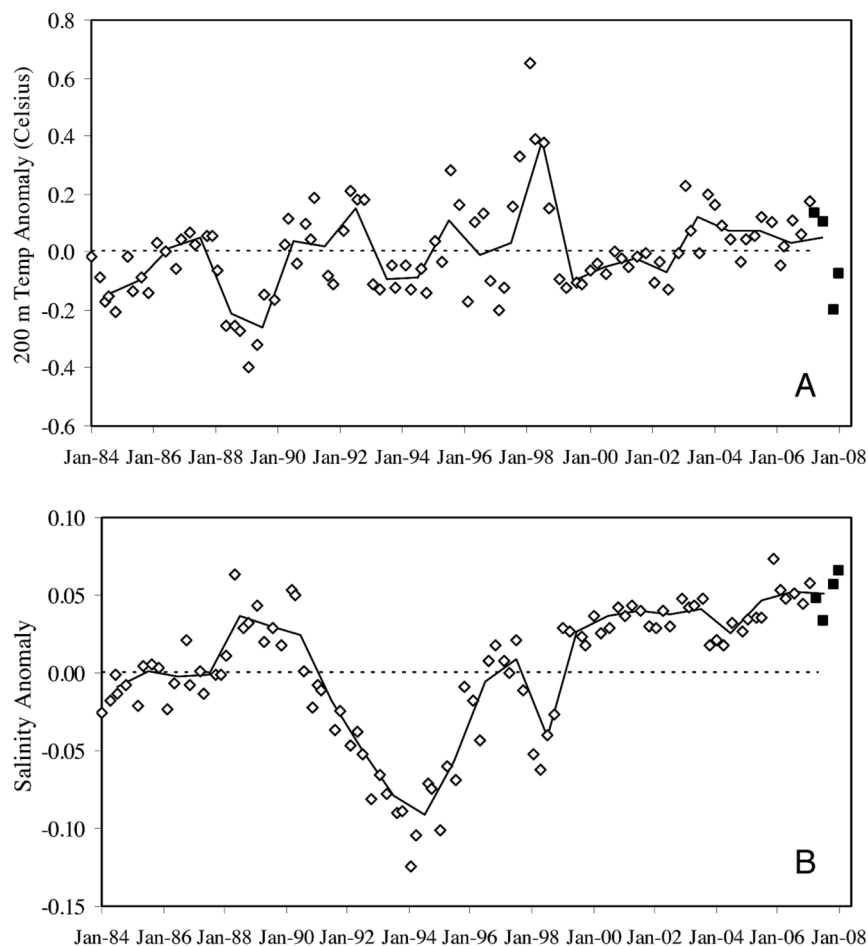 0.8
0.6
0.4
0.2
0.0
-0.2
-0.4
-0.6
200 m Temp Anomaly (Celsius)
A
Jan-84 Jan-86 Jan-88 Jan-90 Jan-92 Jan-94 Jan-96 Jan-98 Jan-00 Jan-02 Jan-04 Jan-06 Jan-08
0.10
0.05
0.00
-0.05
-0.10
-0.15
Salinity Anomaly
B
Jan-84 Jan-86 Jan-88 Jan-90 Jan-92 Jan-94 Jan-96 Jan-98 Jan-00 Jan-02 Jan-04 Jan-06 Jan-08